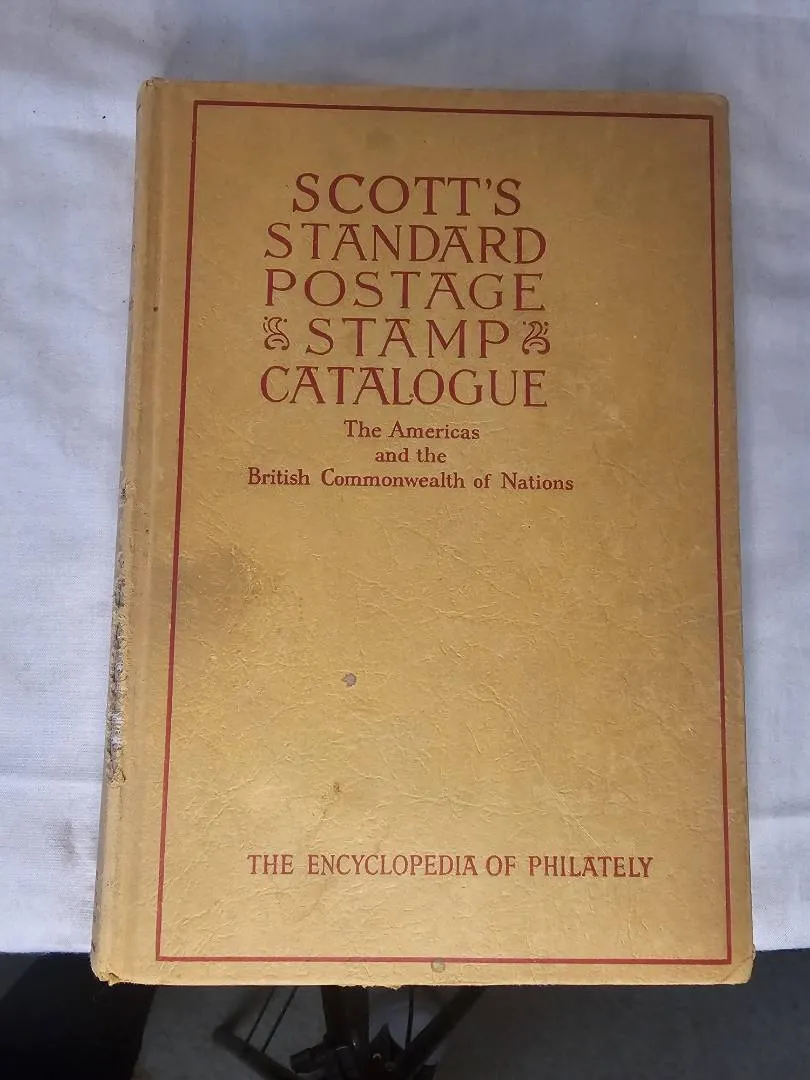 SCOTT'S
STANDARD
POSTAGE
STAMP
CATALOGUE
The Americas
and the
British Commonwealth of Nations
THE ENCYCLOPEDIA OF PHILATELY